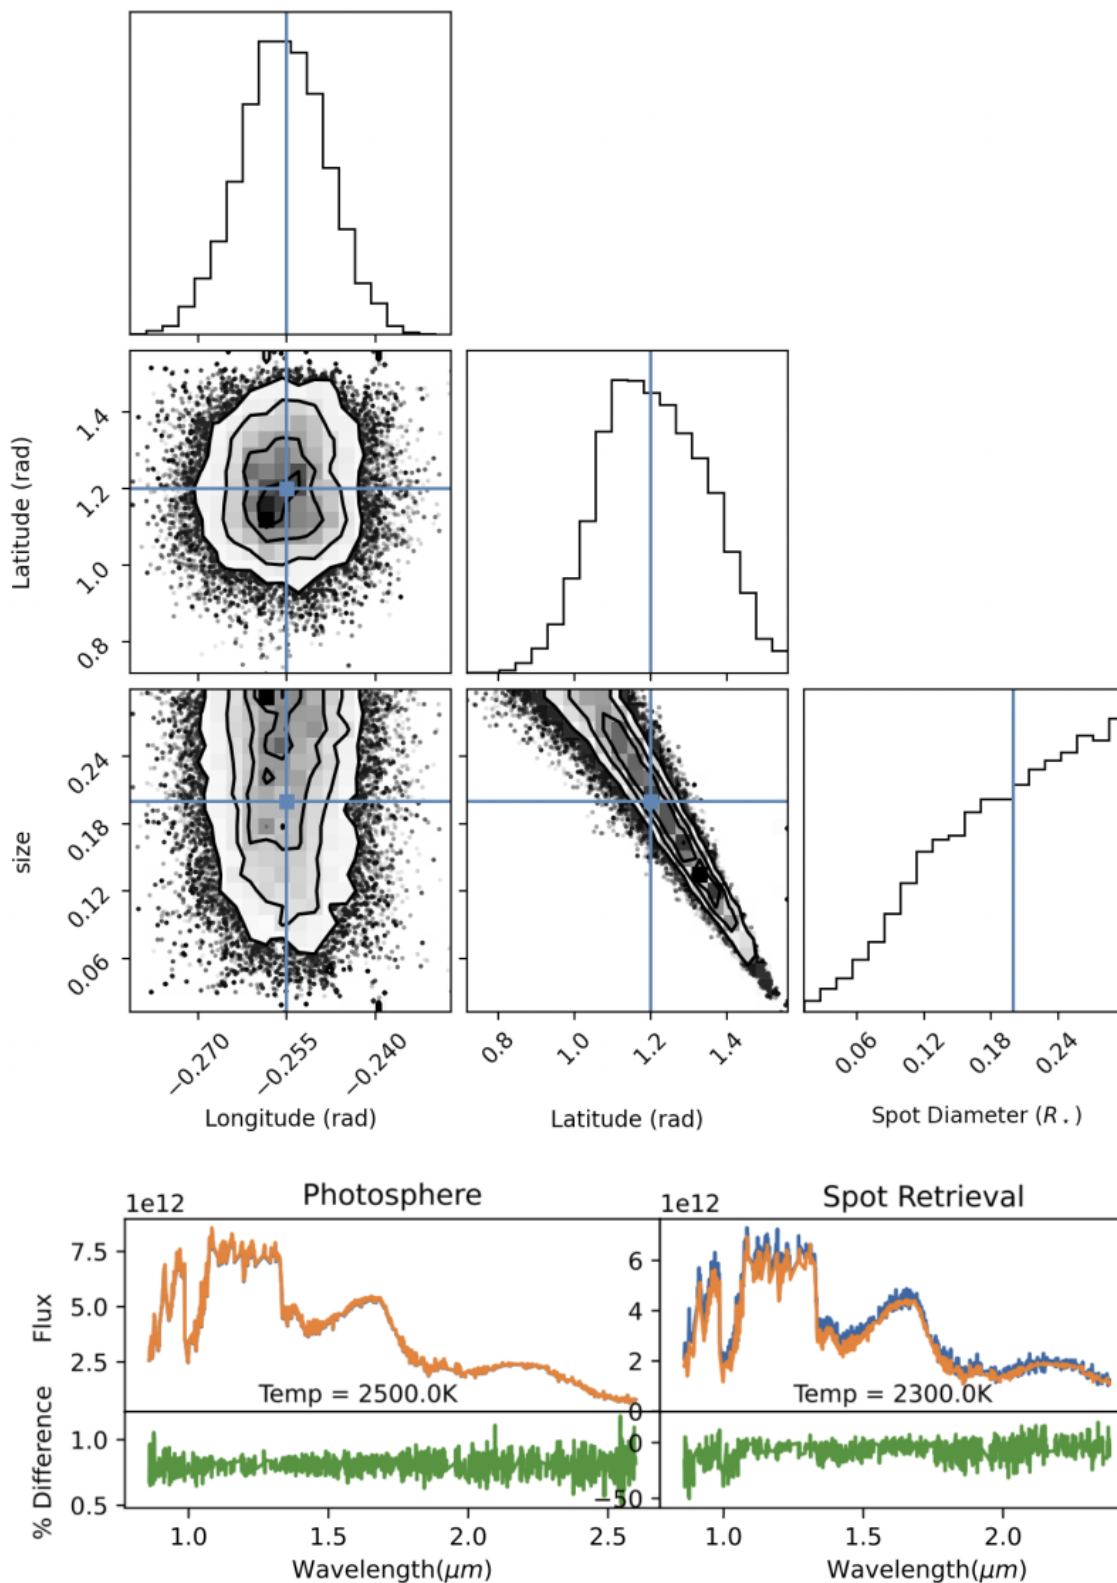 Latitude (rad)
1.4
1.2
1.0
0.8
size
0.24
0.18
0.12
0.06
−0.270
−0.255
−0.240
Longitude (rad)
0.8
1.0
1.2
1.4
Latitude (rad)
0.06
0.12
0.18
0.24
Spot Diameter (R.)
1e12
Photosphere
1e12
Spot Retrieval
Flux
7.5
5.0
2.5
6
4
2
0
Temp = 2500.0K
Temp = 2300.0K
% Difference
1.0
0.5
0
−50
1.0
1.5
2.0
2.5
1.0
1.5
2.0
Wavelength(μm)
Wavelength(μm)